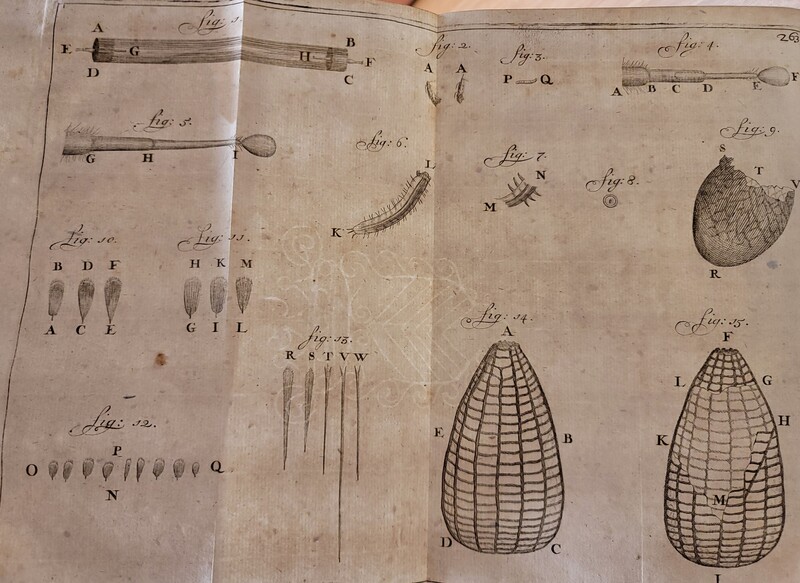 fig: 1.
A
B
E
G
H
F
D
C
fig: 2.
A
A
fig: 3.
P
Q
fig: 4.
263
A
B
C
D
E
F
fig: 5.
G
H
I
fig: 6.
L
K
fig: 7.
N
M
fig: 8.
fig: 9.
S
T
V
R
fig: 10.
B D F
A C E
fig: 11.
H K M
G I L
fig: 12.
P
O
Q
N
fig: 13.
R S T V W
fig: 14.
A
E
B
D
C
fig: 15.
F
L
G
K
H
M
I